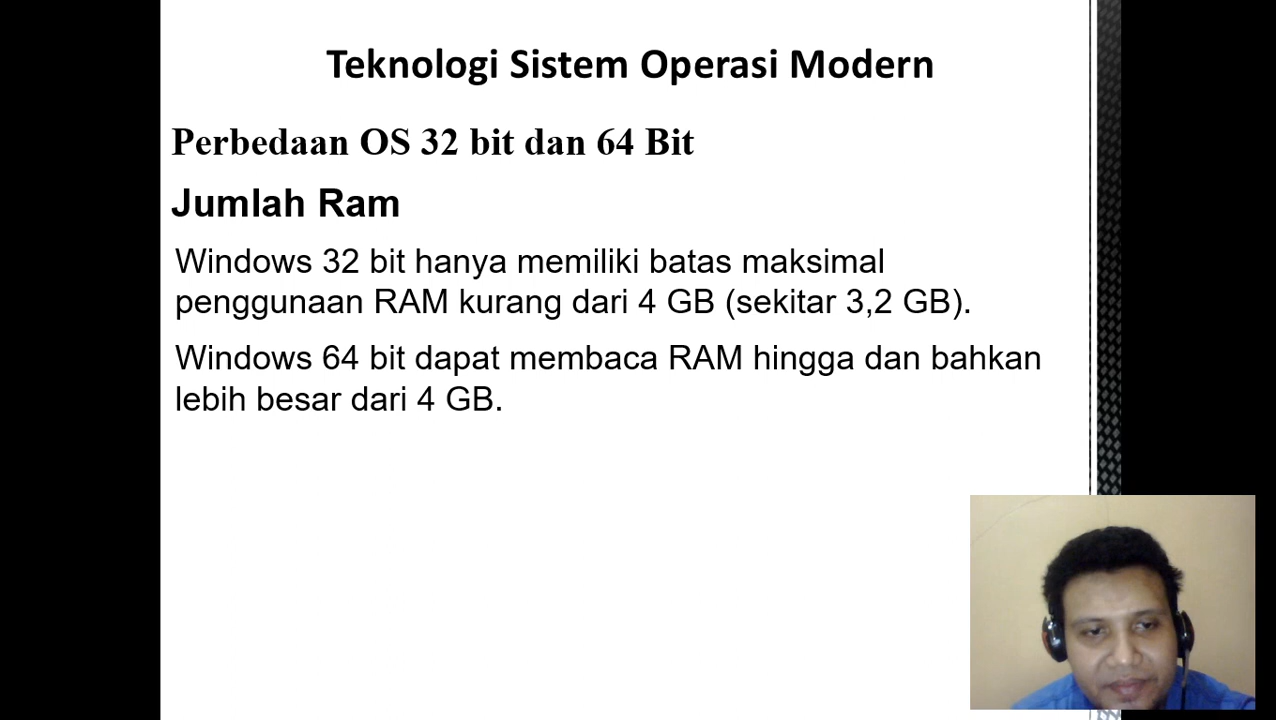 Teknologi Sistem Operasi Modern
Perbedaan OS 32 bit dan 64 Bit
Jumlah Ram
Windows 32 bit hanya memiliki batas maksimal
penggunaan RAM kurang dari 4 GB (sekitar 3,2 GB).
Windows 64 bit dapat membaca RAM hingga dan bahkan
lebih besar dari 4 GB.